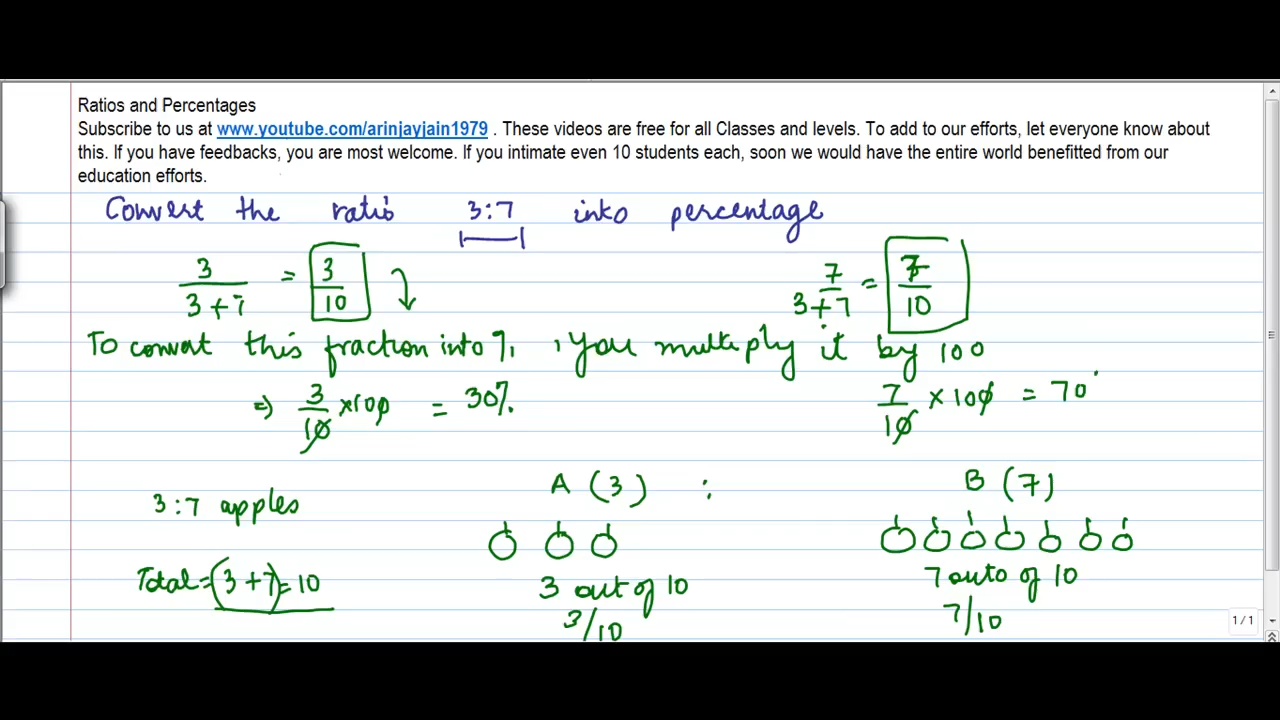 Ratios and Percentages
Subscribe to us at www.youtube.com/arinjayjain1979 . These videos are free for all Classes and levels. To add to our efforts, let everyone know about
this. If you have feedbacks, you are most welcome. If you intimate even 10 students each, soon we would have the entire world benefitted from our
education efforts.
Convert the ratio 3:7 into percentage
3/(3+7) = 3/10 7/(3+7) = 7/10
To convert this fraction into %, you multiply it by 100
⇒ 3/10 × 100 = 30% 7/10 × 100 = 70
A (3) : B (7)
3:7 apples
Total = (3+7) = 10
3 out of 10 7 outo of 10
3/10 7/10
1 / 1